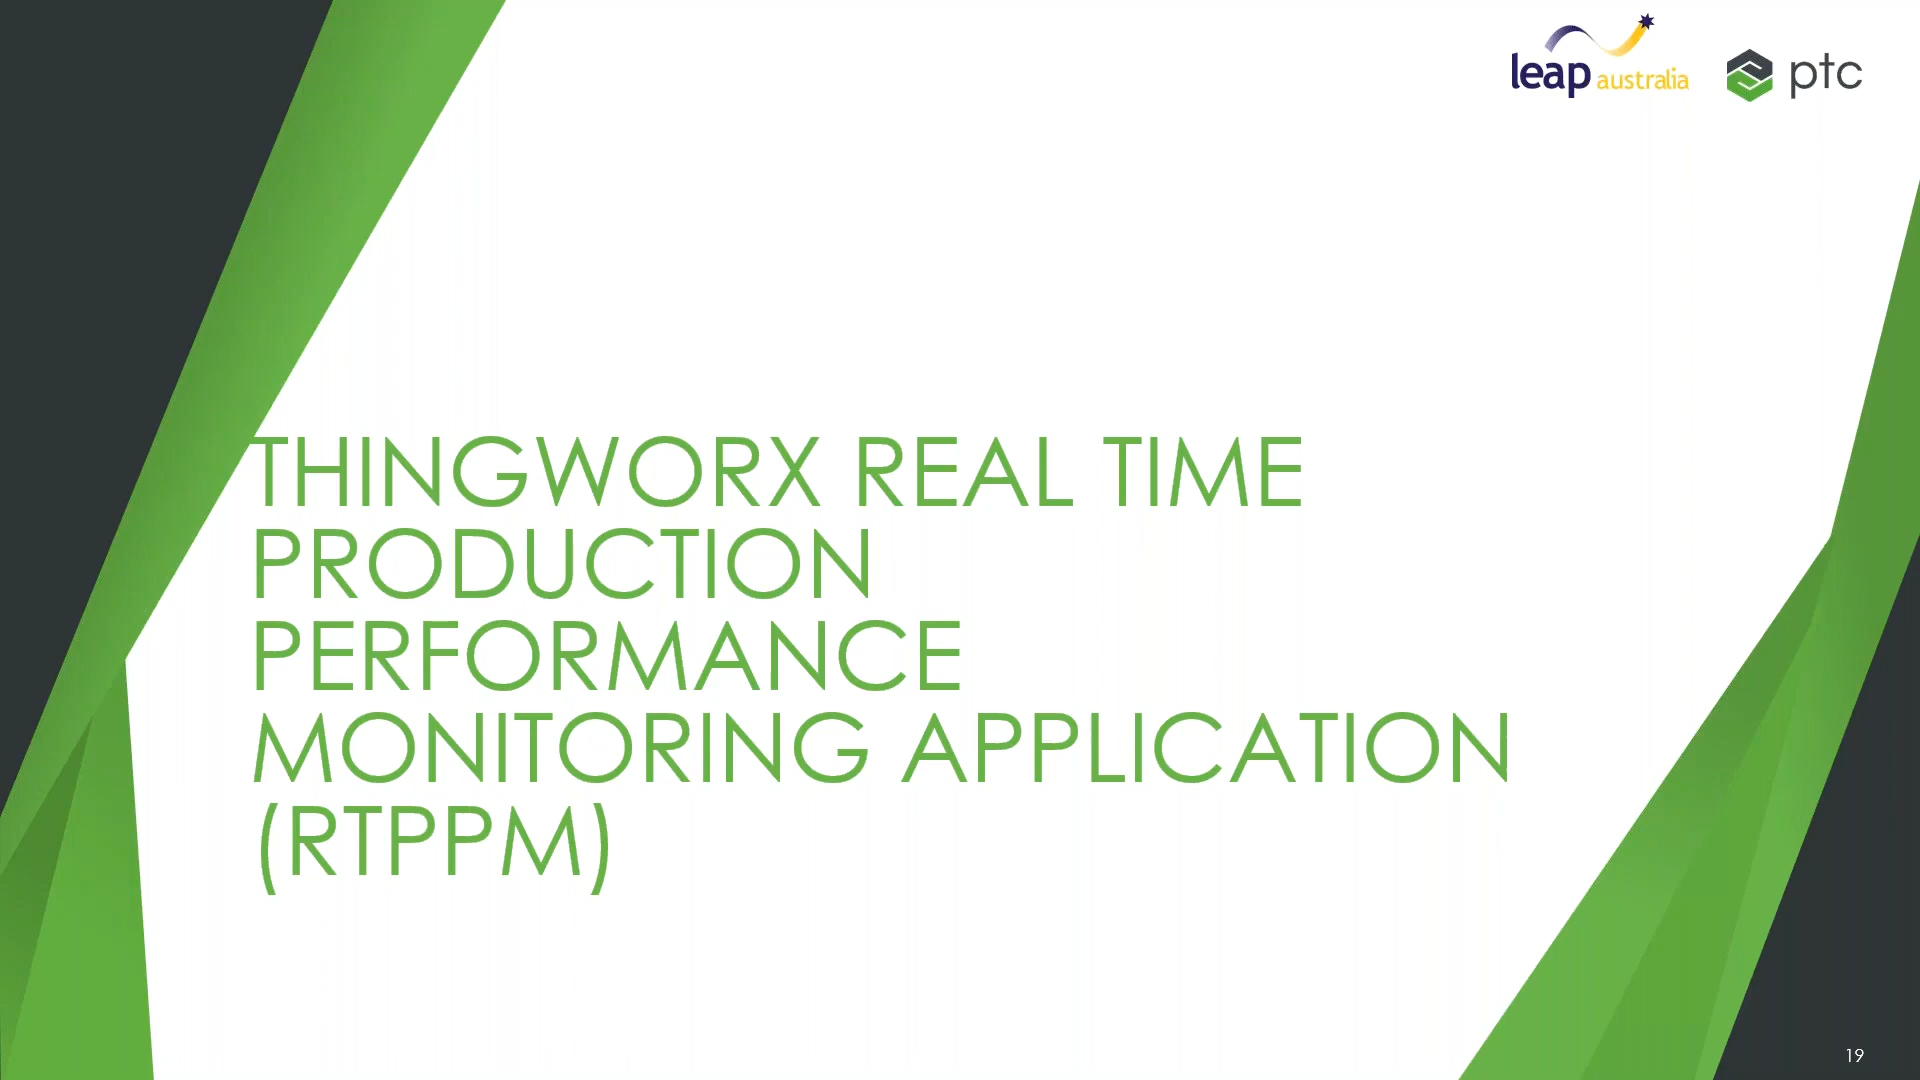 leap australia
ptc
THINGWORX REAL TIME
PRODUCTION
PERFORMANCE
MONITORING APPLICATION
(RTPPM)
19